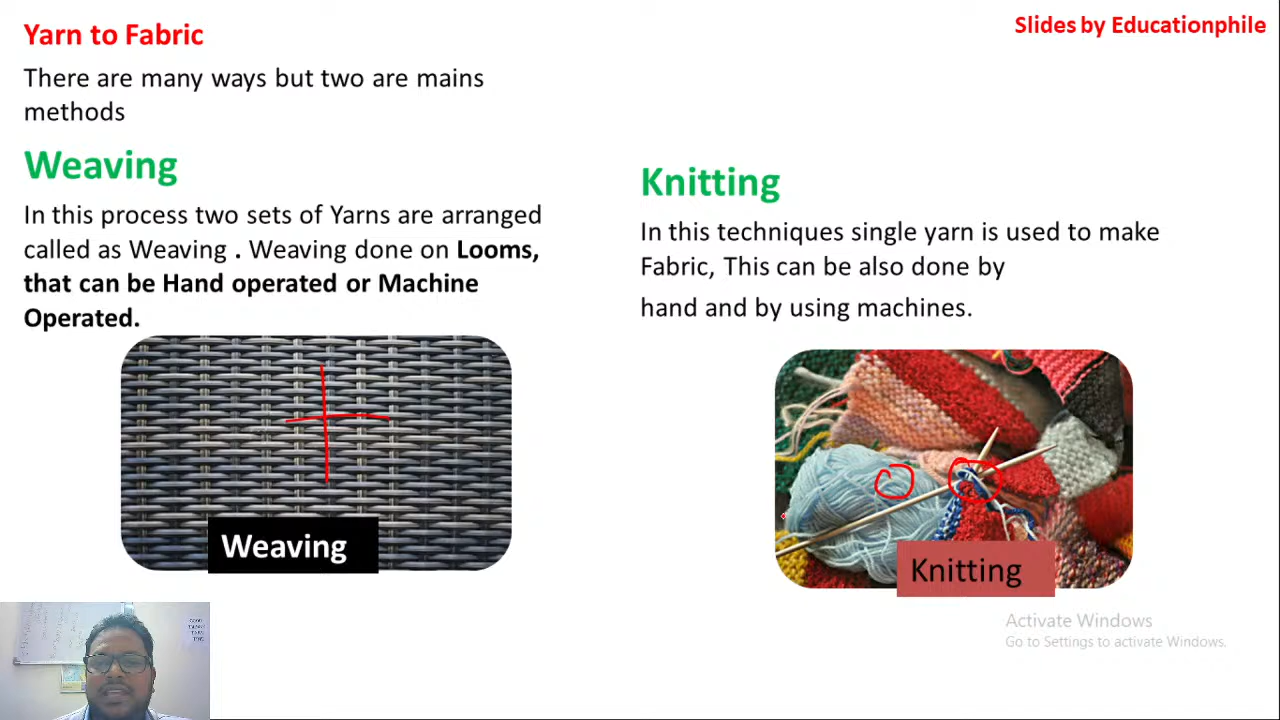 Yarn to Fabric
Slides by Educationphile
There are many ways but two are mains
methods
Weaving
In this process two sets of Yarns are arranged
called as Weaving . Weaving done on Looms,
that can be Hand operated or Machine
Operated.
Weaving
Knitting
In this techniques single yarn is used to make
Fabric, This can be also done by
hand and by using machines.
Knitting
Activate Windows
Go to Settings to activate Windows.